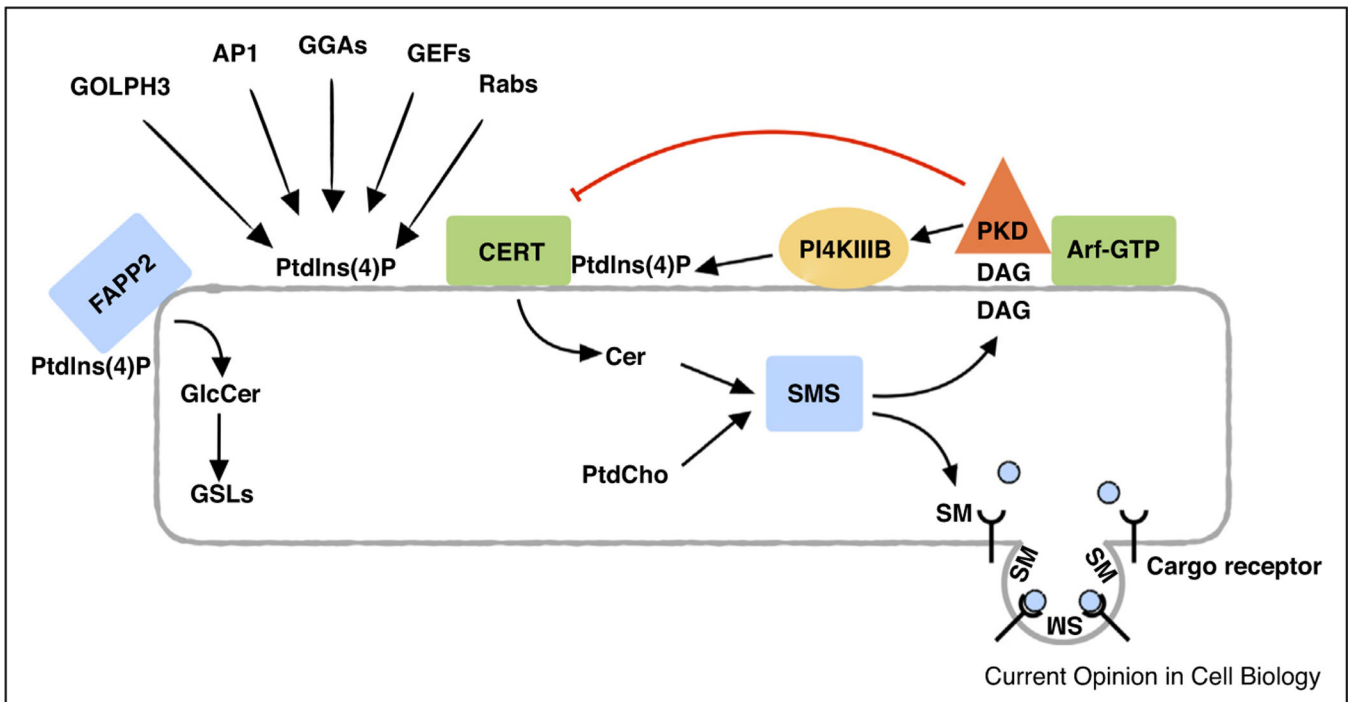 GOLPH3
AP1
GGAs
GEFs
Rabs
FAPP2
PtdIns(4)P
PtdIns(4)P
CERT
PtdIns(4)P
PI4KIIIB
PKD
Arf-GTP
DAG
DAG
GlcCer
GSLs
Cer
PtdCho
SMS
SM
SM
SM
SM
Cargo receptor
Current Opinion in Cell Biology